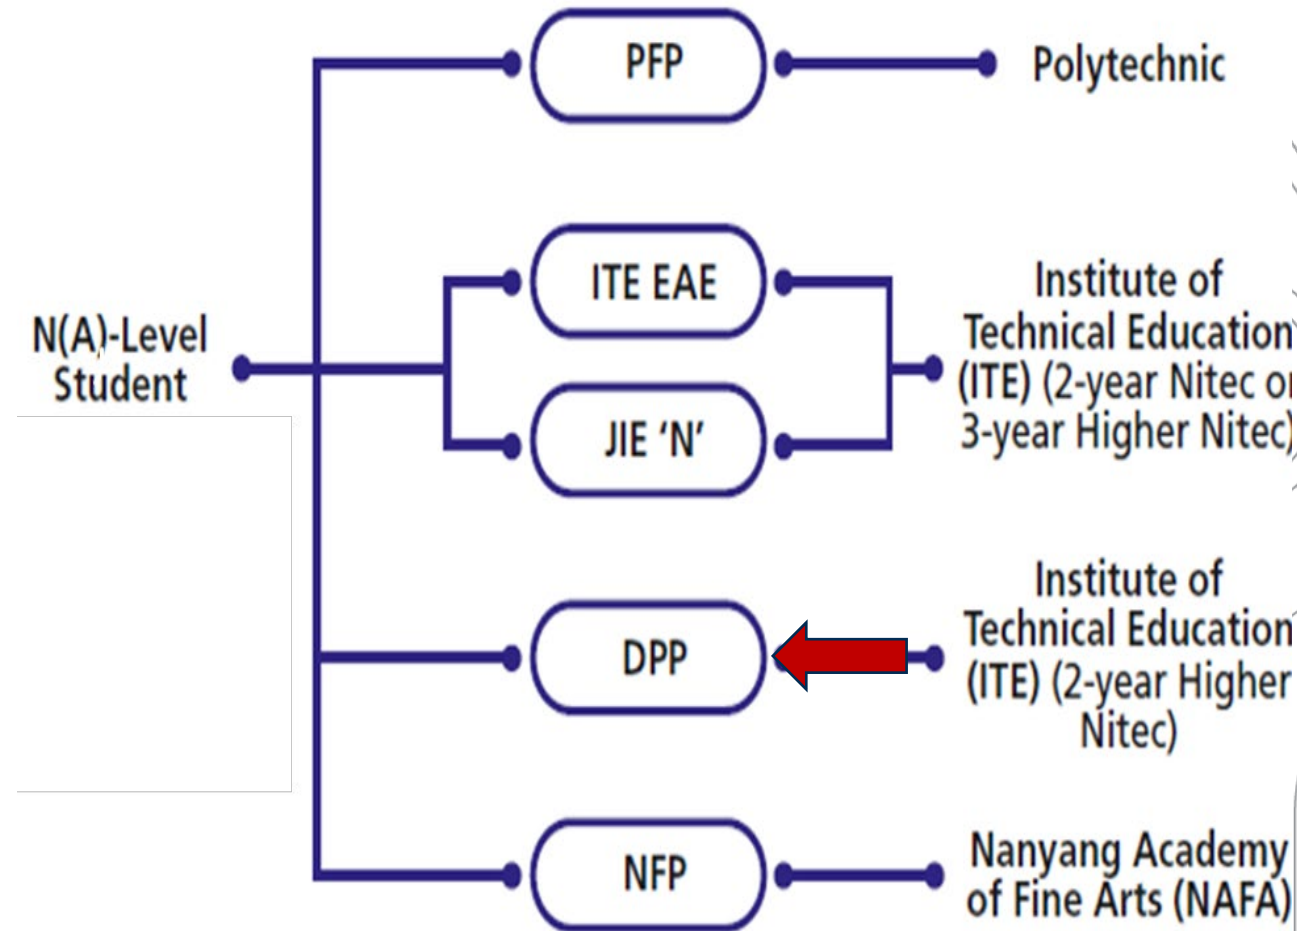 PFP
Polytechnic
ITE EAE
Institute of
Technical Education
(ITE) (2-year Nitec or
3-year Higher Nitec)
N(A)-Level
Student
JIE ‘N’
DPP
Institute of
Technical Education
(ITE) (2-year Higher
Nitec)
NFP
Nanyang Academy
of Fine Arts (NAFA)